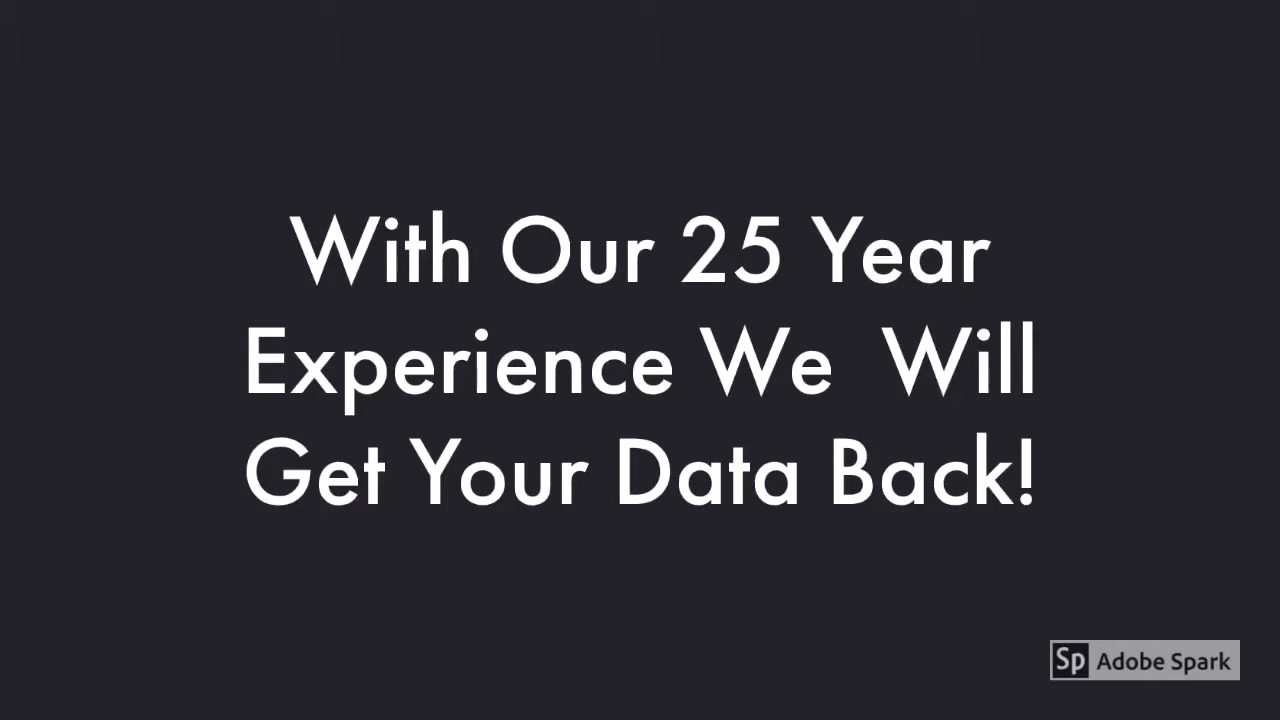 With Our 25 Year
Experience We  Will
Get Your Data Back!
Sp Adobe Spark